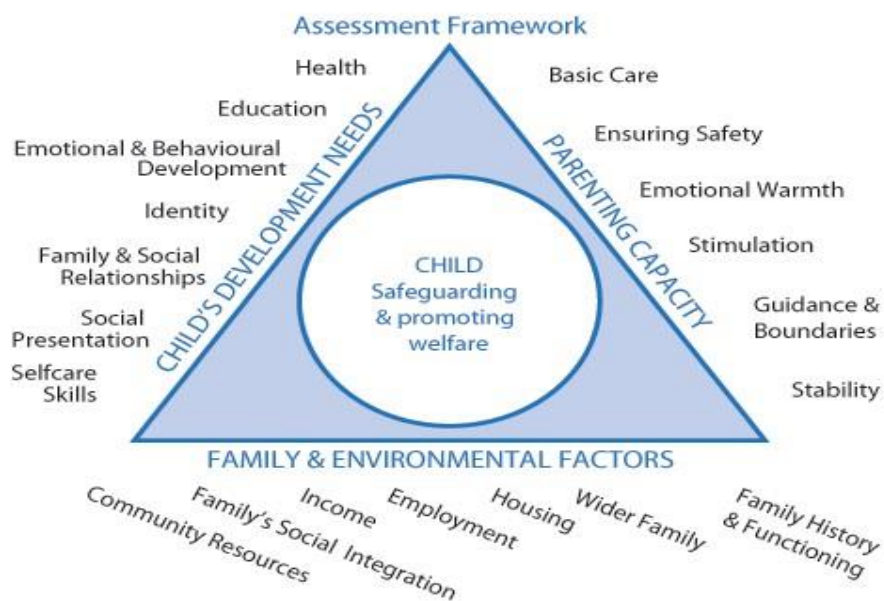 Assessment Framework
Health
Education
Emotional & Behavioural
Development
Identity
Family & Social
Relationships
Social
Presentation
Selfcare
Skills
CHILD'S DEVELOPMENT NEEDS
CHILD
Safeguarding
& promoting
welfare
PARENTING CAPACITY
Basic Care
Ensuring Safety
Emotional Warmth
Stimulation
Guidance &
Boundaries
Stability
FAMILY & ENVIRONMENTAL FACTORS
Community Resources
Family's Social Integration
Income
Employment
Housing
Wider Family
Family History
& Functioning